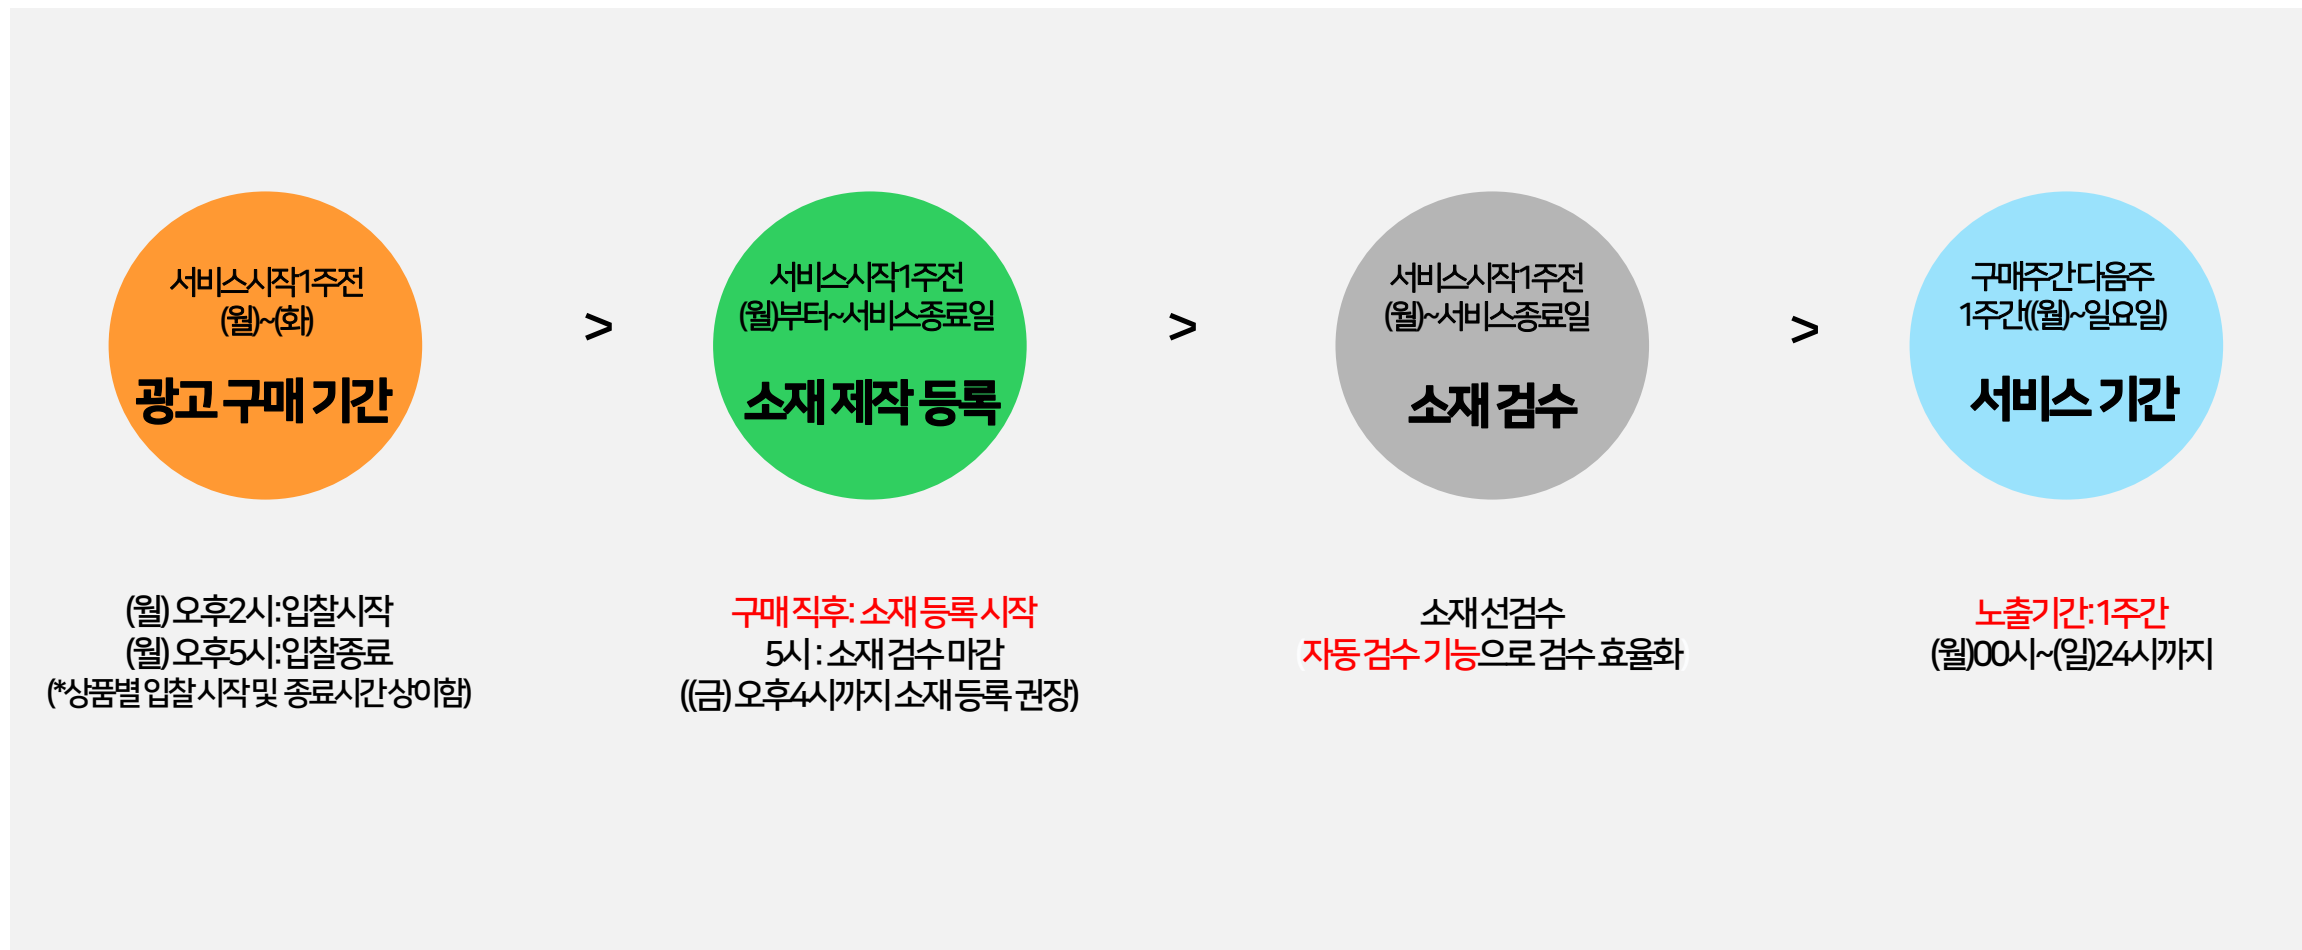 서비스시작1주전
(월)~(화)
광고 구매 기간
>
서비스시작1주전
(월)부터~서비스종료일
소재 제작 등록
>
서비스시작1주전
(월)~서비스종료일
소재 검수
>
구매주간 다음주
1주간((월)~일요일)
서비스 기간
(월) 오후2시:입찰시작
(월) 오후5시:입찰종료
(*상품별 입찰 시작 및 종료시간 상이함)
구매 직후: 소재 등록 시작
5시 : 소재 검수 마감
((금) 오후4시까지 소재 등록 권장)
소재 선검수
(자동 검수 기능으로 검수 효율화)
노출기간:1주간
(월)00시~(일)24시까지